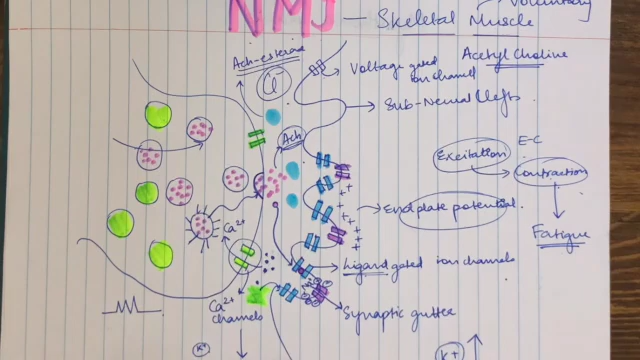 Voluntary
NMJ — Skeletal Muscle
Ach-esterase
Voltage gated
ion channel
Acetyl Choline
Sub-Neural Clefts
Ach
Excitation
E-C
Contraction
Fatigue
Ca2+
End plate potential
Ligand gated ion channels
Synaptic gutter
Ca2+
channels
K+
K+